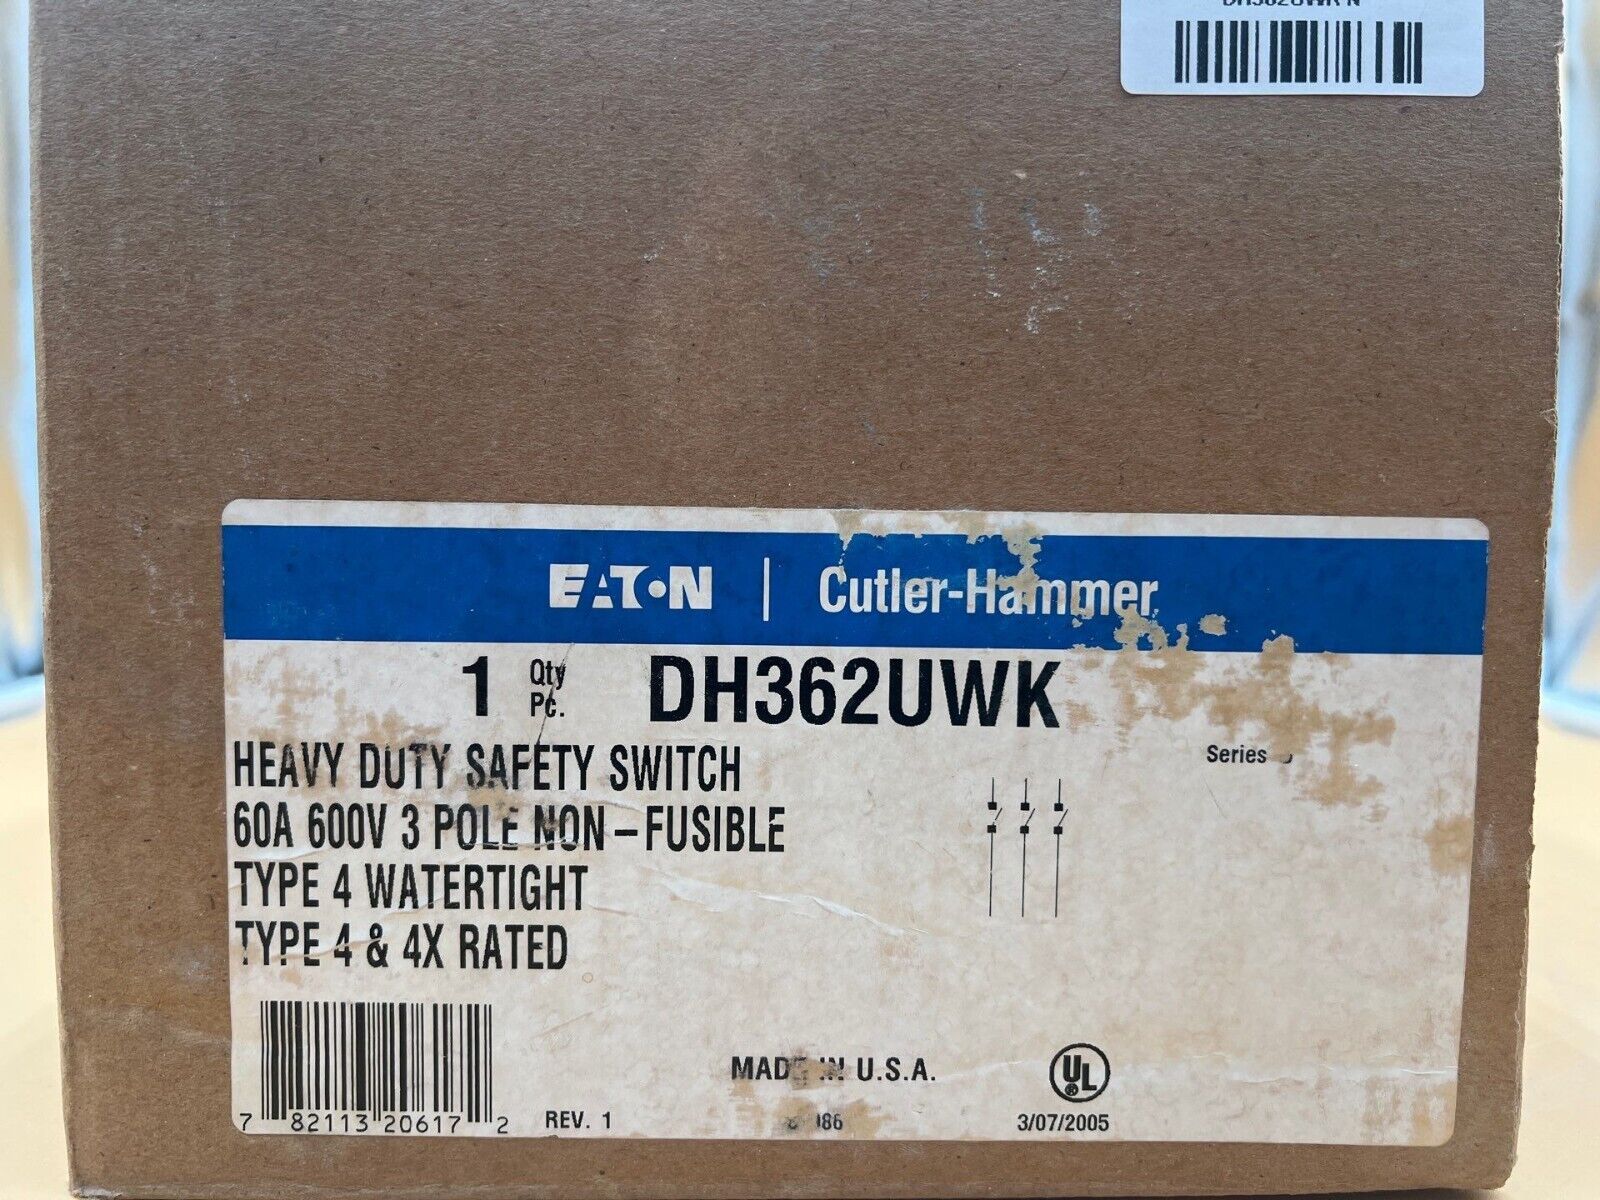 EATON | Cutler-Hammer
1 Qty Pc. DH362UWK
HEAVY DUTY SAFETY SWITCH
Series
60A 600V 3 POLE NON-FUSIBLE
TYPE 4 WATERTIGHT
TYPE 4 & 4X RATED
MADE IN U.S.A.
UL
7 82113 20617 2
REV. 1
3/07/2005